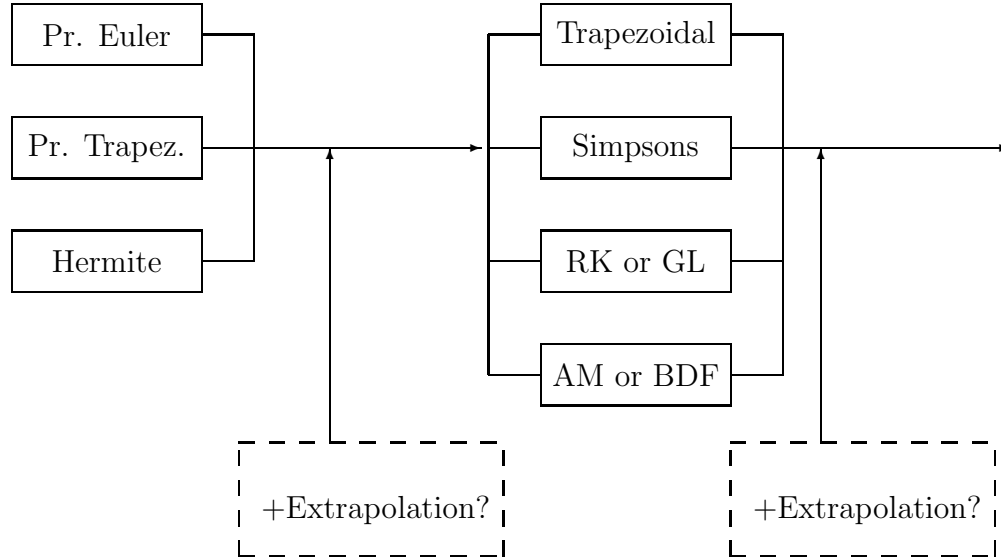 Pr. Euler
Pr. Trapez.
Hermite
Trapezoidal
Simpsons
RK or GL
AM or BDF
+Extrapolation?
+Extrapolation?